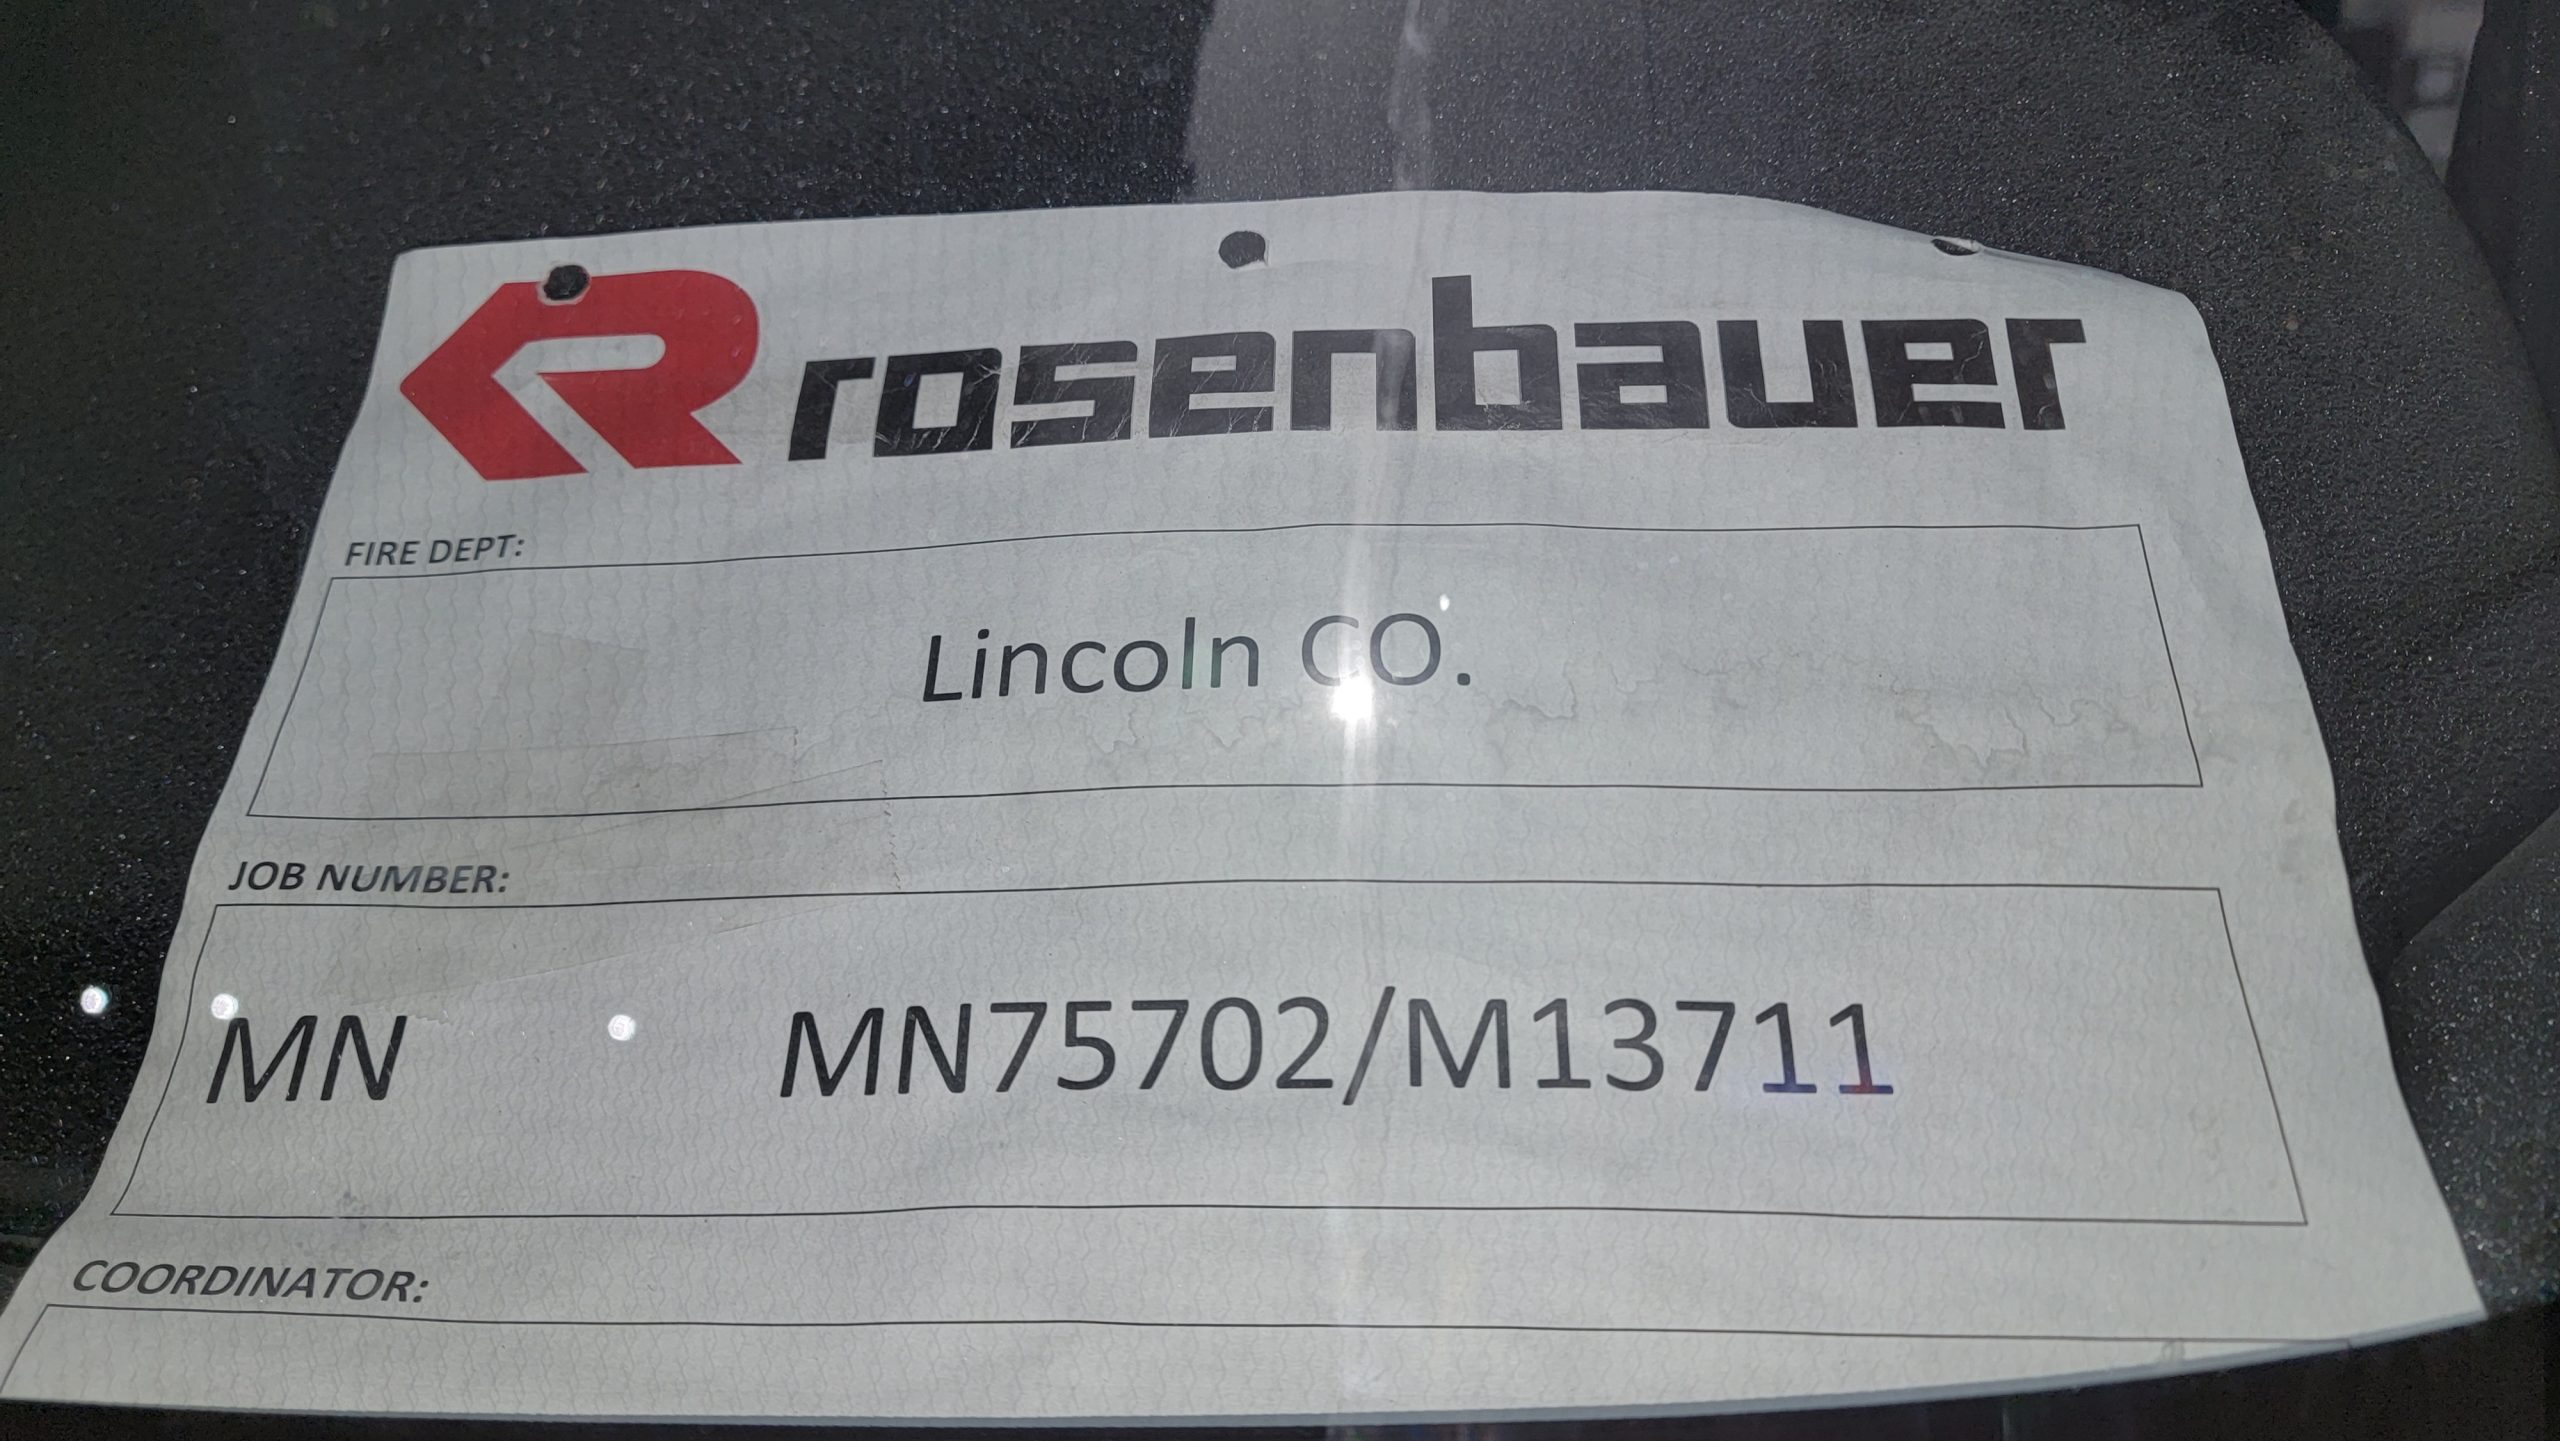 rosenbauer
FIRE DEPT:
Lincoln CO.
JOB NUMBER:
MN MN75702/M13711
COORDINATOR: